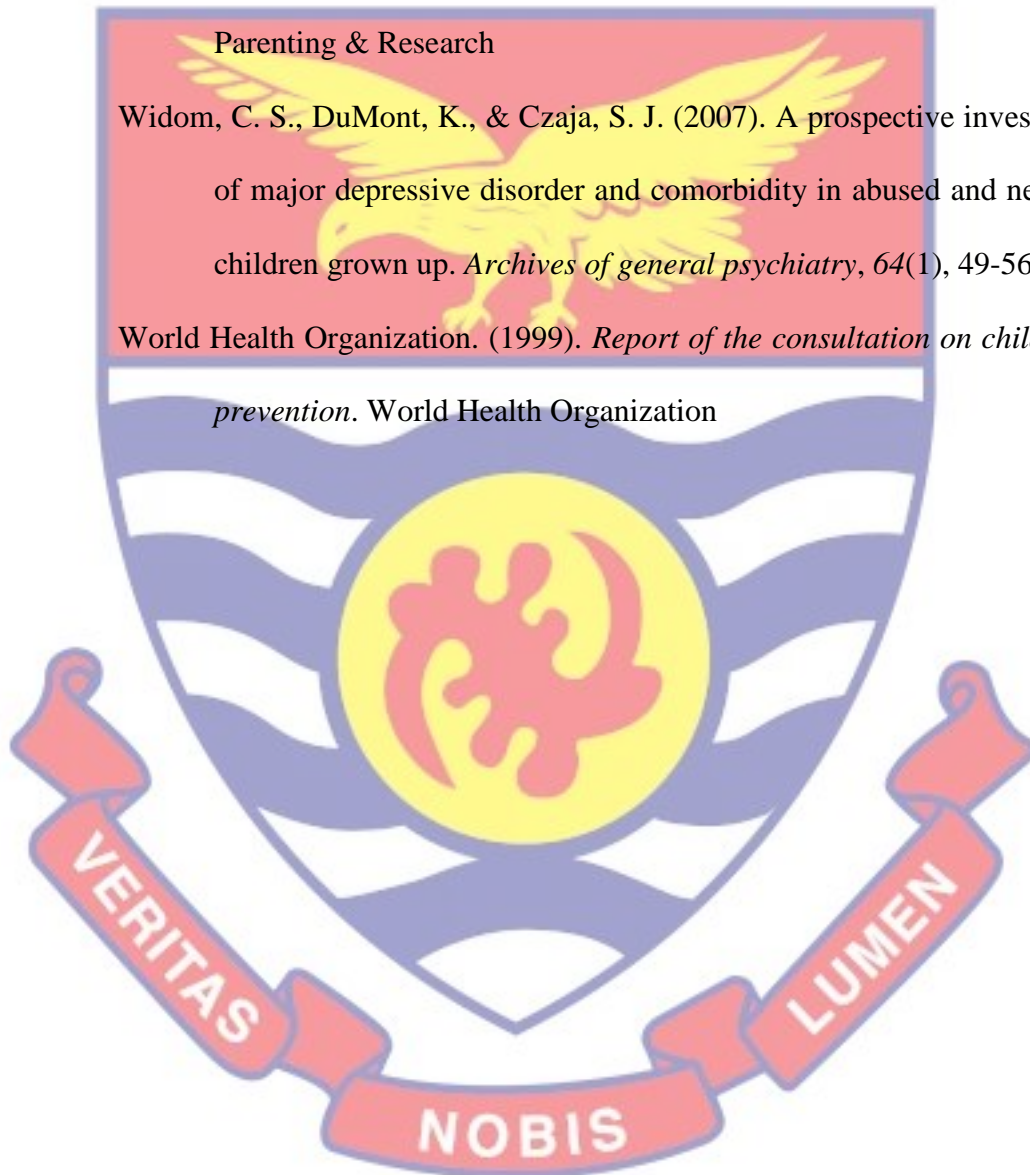 Parenting & Research
Widom, C. S., DuMont, K., & Czaja, S. J. (2007). A prospective inves
of major depressive disorder and comorbidity in abused and ne
children grown up. Archives of general psychiatry, 64(1), 49-56
World Health Organization. (1999). Report of the consultation on chil
prevention. World Health Organization
VERITAS
NOBIS
LUMEN